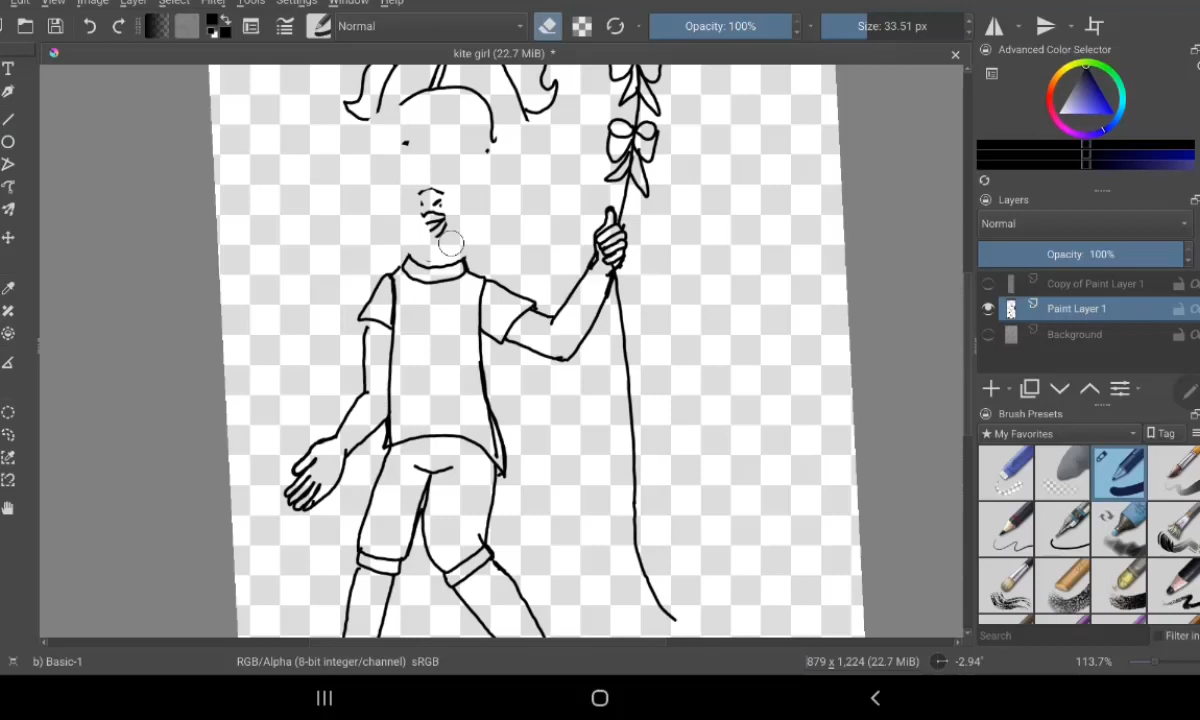 Edit View Image Layer Select Filter Tools Settings Window Help
Normal
Opacity: 100%
Size: 33.51 px
kite girl (22.7 MiB) *
Advanced Color Selector
Layers
Normal
Opacity 100%
Copy of Paint Layer 1
Paint Layer 1
Background
Brush Presets
★ My Favorites
Tag
Search
Filter in
b) Basic-1
RGB/Alpha (8-bit integer/channel) sRGB
879 x 1,224 (22.7 MiB)
-2.94°
113.7%